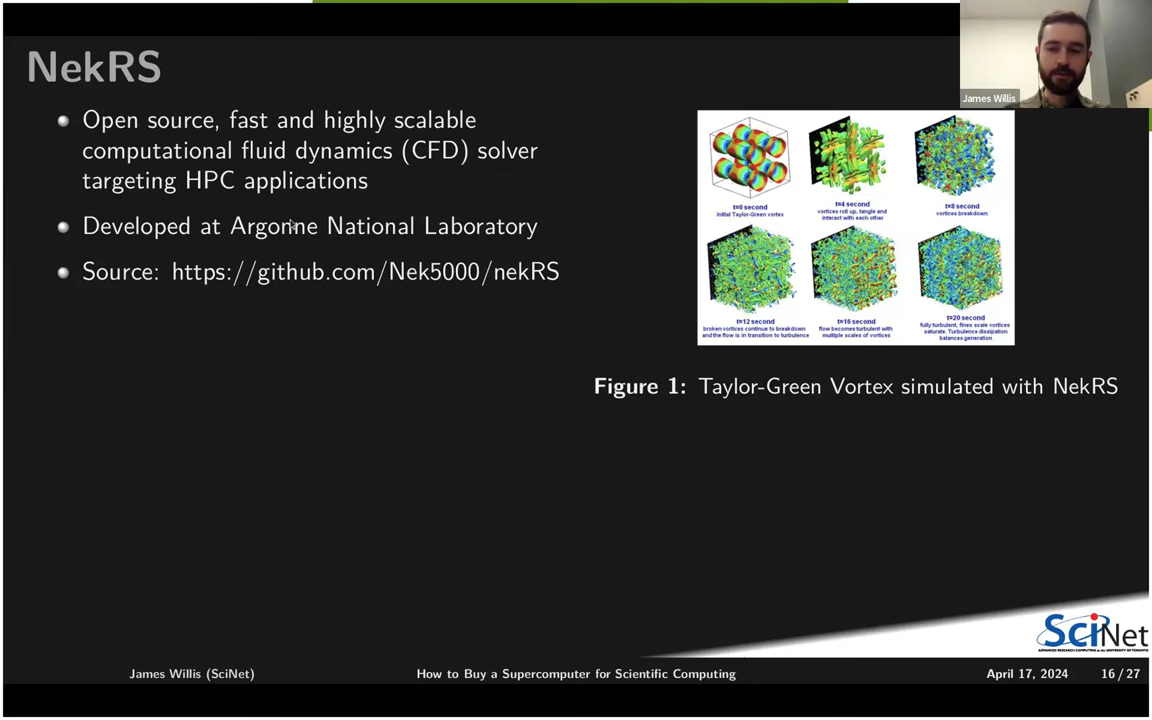 NekRS
James Willis
Open source, fast and highly scalable
computational fluid dynamics (CFD) solver
targeting HPC applications
Developed at Argonne National Laboratory
Source: https://github.com/Nek5000/nekRS
t=0 second
initial Taylor-Green vortex
t=4 second
vortices roll up, tangle and
interact with each other
t=8 second
vortices breakdown
t=12 second
broken vortices continue to breakdown
and the flow is in transition to turbulence
t=16 second
flow becomes turbulent with
multiple scales of vortices
t=20 second
fully turbulent, fines scale vortices
saturate. Turbulence dissipation
balances generation
Figure 1: Taylor-Green Vortex simulated with NekRS
SciNet
ADVANCED RESEARCH COMPUTING at the UNIVERSITY OF TORONTO
James Willis (SciNet)
How to Buy a Supercomputer for Scientific Computing
April 17, 2024
16 / 27